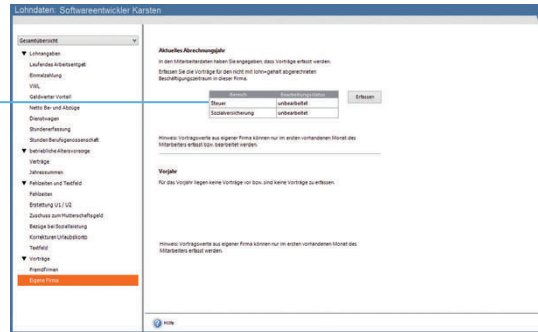 Lohndaten: Softwareentwickler Karsten
Gesamtübersicht
Lohnangaben
Laufendes Arbeitsentgelt
Einmalzahlung
VWL
Geldwerter Vorteil
Netto Be- und Abzüge
Dienstwagen
Stundenerfassung
Stunden Berufsgenossenschaft
betriebliche Altersvorsorge
Verträge
Jahressummen
Fehlzeiten und Textfeld
Fehlzeiten
Erstattung U1 / U2
Zuschuss zum Mutterschaftsgeld
Bezüge bei Sozialleistung
Korrekturen Urlaubskonto
Textfeld
Vorträge
Fremdfirmen
Eigene Firma
Aktuelles Abrechnungsjahr
In den Mitarbeiterdaten haben Sie angegeben, dass Vorträge erfasst werden.
Erfassen Sie die Vorträge für den nicht mit lohn+gehalt abgerechneten
Beschäftigungszeitraum in dieser Firma.
Bereich Bearbeitungsstatus
Steuer unbearbeitet
Sozialversicherung unbearbeitet
Erfassen
Hinweis: Vortragswerte aus eigener Firma können nur im ersten vorhandenen Monat des
Mitarbeiters erfasst bzw. bearbeitet werden.
Vorjahr
Für das Vorjahr liegen keine Vorträge vor bzw. sind keine Vorträge zu erfassen.
Hinweis: Vortragswerte aus eigener Firma können nur im ersten vorhandenen Monat des
Mitarbeiters erfasst werden.
Hilfe